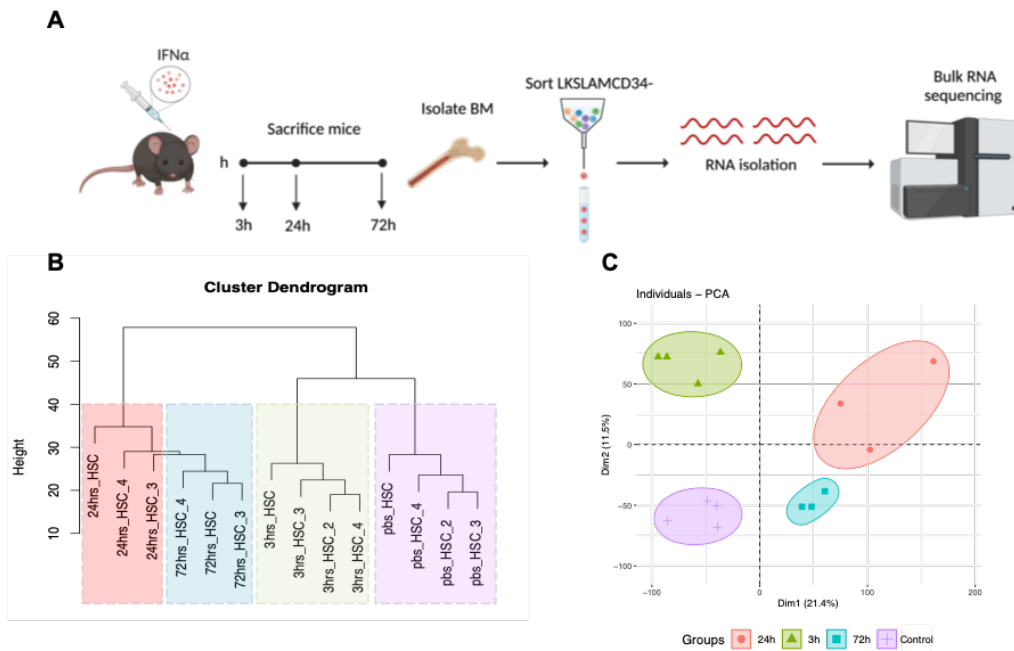 A
IFNα
Sacrifice mice
h
3h
24h
72h
Isolate BM
Sort LKSLAMCD34-
RNA isolation
Bulk RNA
sequencing
B
Cluster Dendrogram
Height
60
50
40
30
20
10
24hrs_HSC
24hrs_HSC_4
24hrs_HSC_3
72hrs_HSC_4
72hrs_HSC
72hrs_HSC_3
3hrs_HSC
3hrs_HSC_3
3hrs_HSC_2
3hrs_HSC_4
pbs_HSC
pbs_HSC_4
pbs_HSC_2
pbs_HSC_3
C
Individuals – PCA
Dim2 (11.5%)
100
50
0
−50
−100
−100
0
100
200
Dim1 (21.4%)
Groups 24h 3h 72h Control